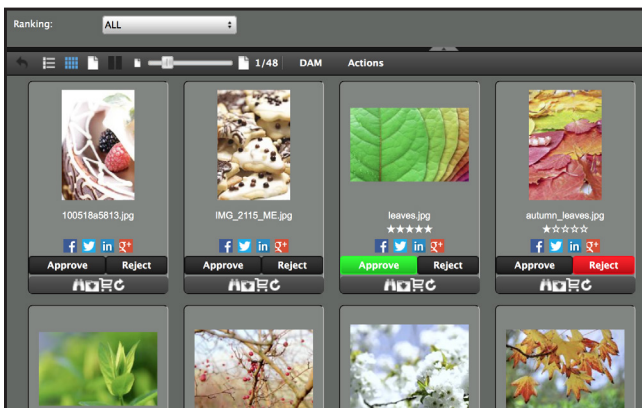 Ranking: ALL
1/48 DAM Actions
100518a5813.jpg
IMG_2115_ME.jpg
leaves.jpg
autumn_leaves.jpg
Approve Reject
Approve Reject
Approve Reject
Approve Reject